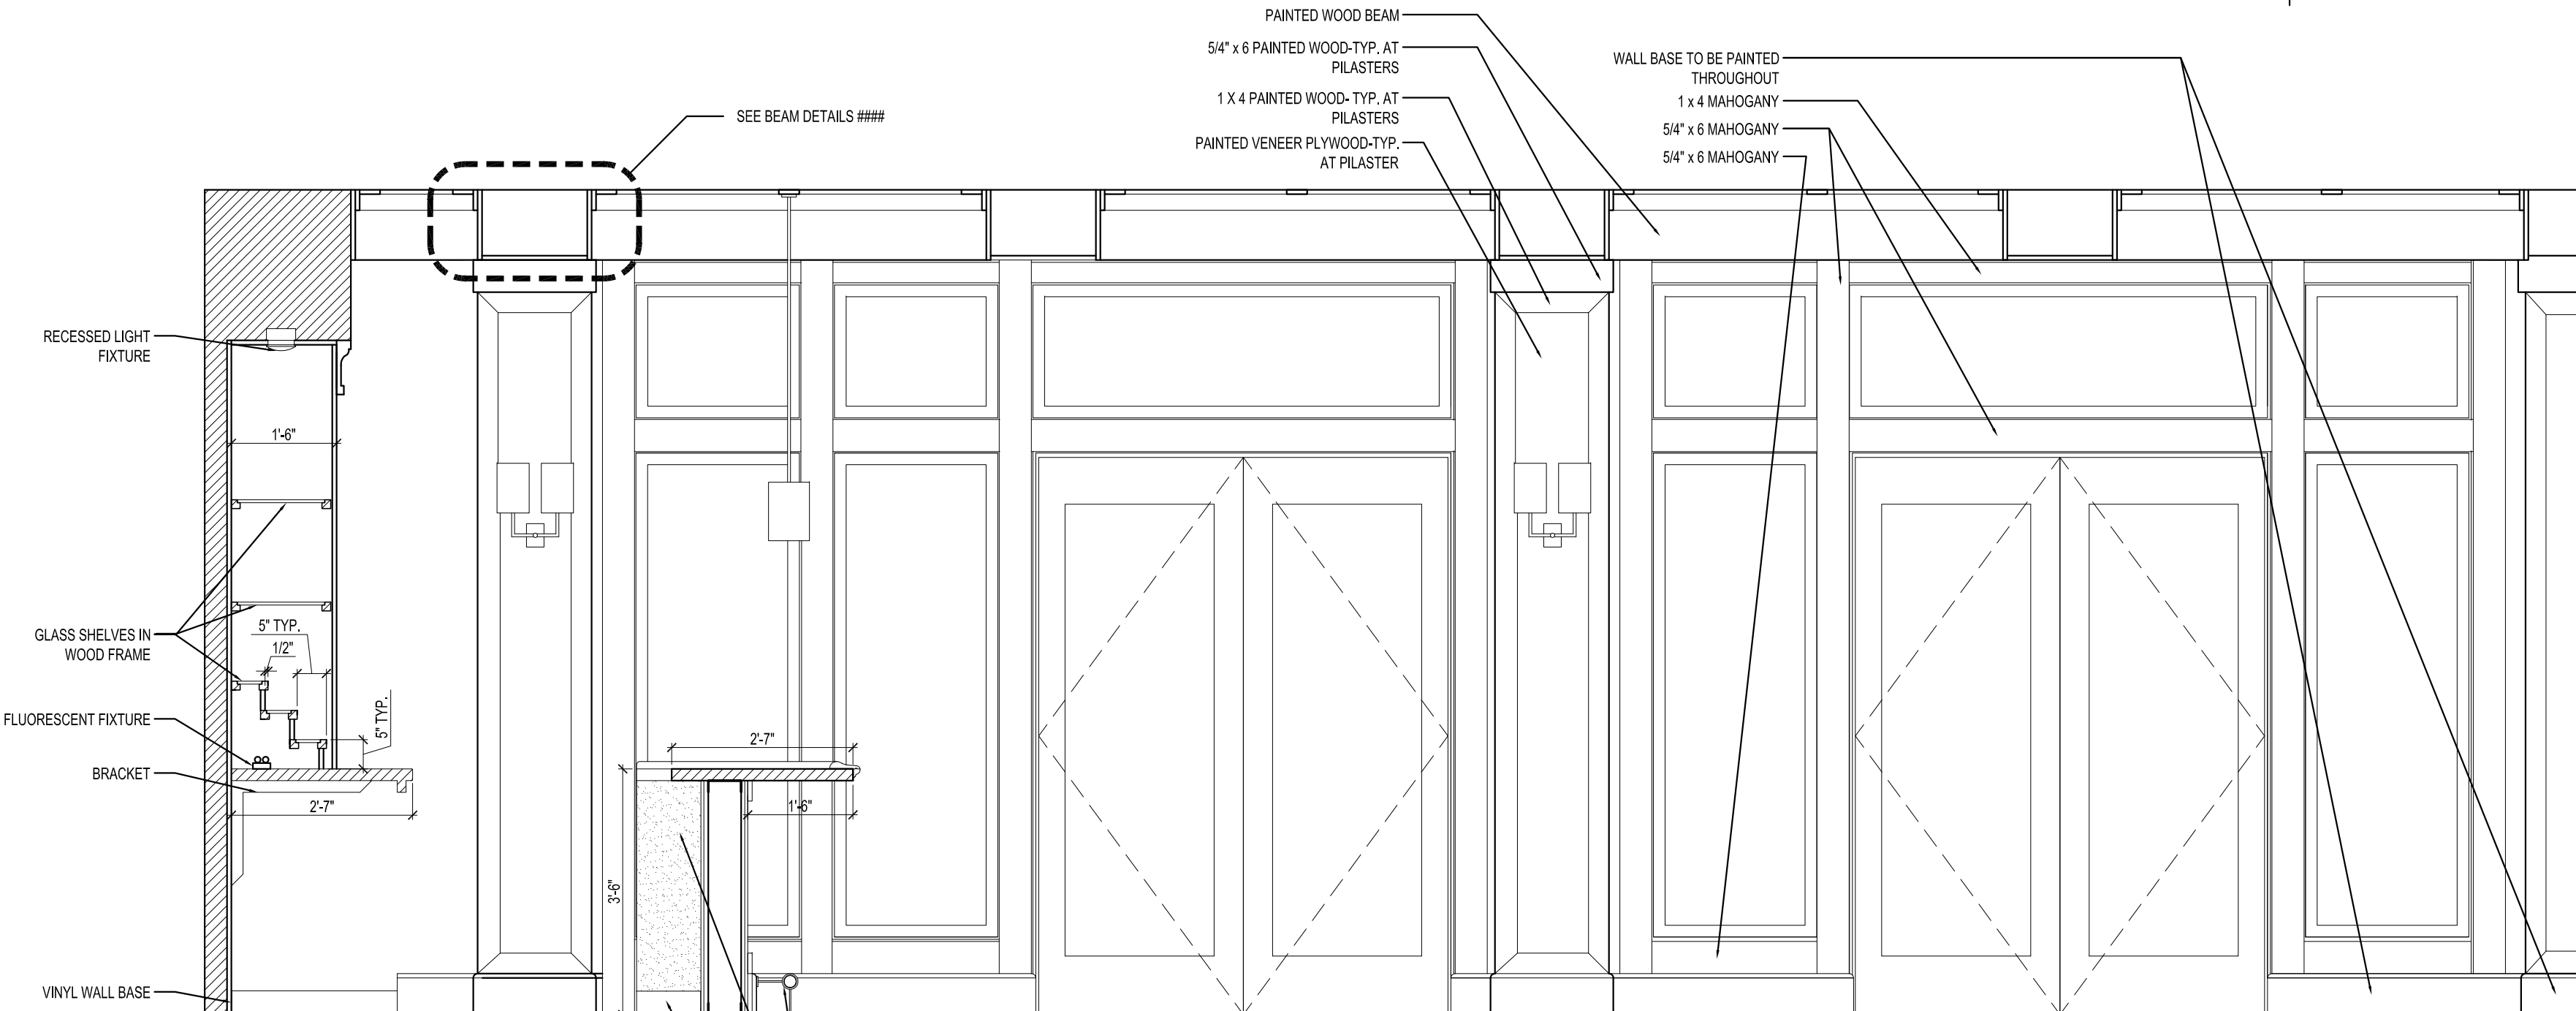 PAINTED WOOD BEAM
5/4" x 6 PAINTED WOOD-TYP. AT
PILASTERS
1 X 4 PAINTED WOOD- TYP. AT
PILASTERS
PAINTED VENEER PLYWOOD-TYP.
AT PILASTER
WALL BASE TO BE PAINTED
THROUGHOUT
1 x 4 MAHOGANY
5/4" x 6 MAHOGANY
5/4" x 6 MAHOGANY
SEE BEAM DETAILS ####
RECESSED LIGHT
FIXTURE
1'-6"
GLASS SHELVES IN
WOOD FRAME
5" TYP.
1/2"
FLUORESCENT FIXTURE
5" TYP.
BRACKET
2'-7"
2'-7"
1'-6"
3'-6"
VINYL WALL BASE